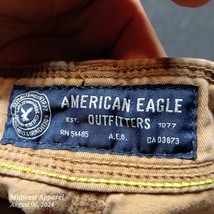 AMERICAN EAGLE
OUTFITTERS
EST. 1977
RN 54485 A.E.O. CA 03873
Midwest Apparel
August 06, 2024